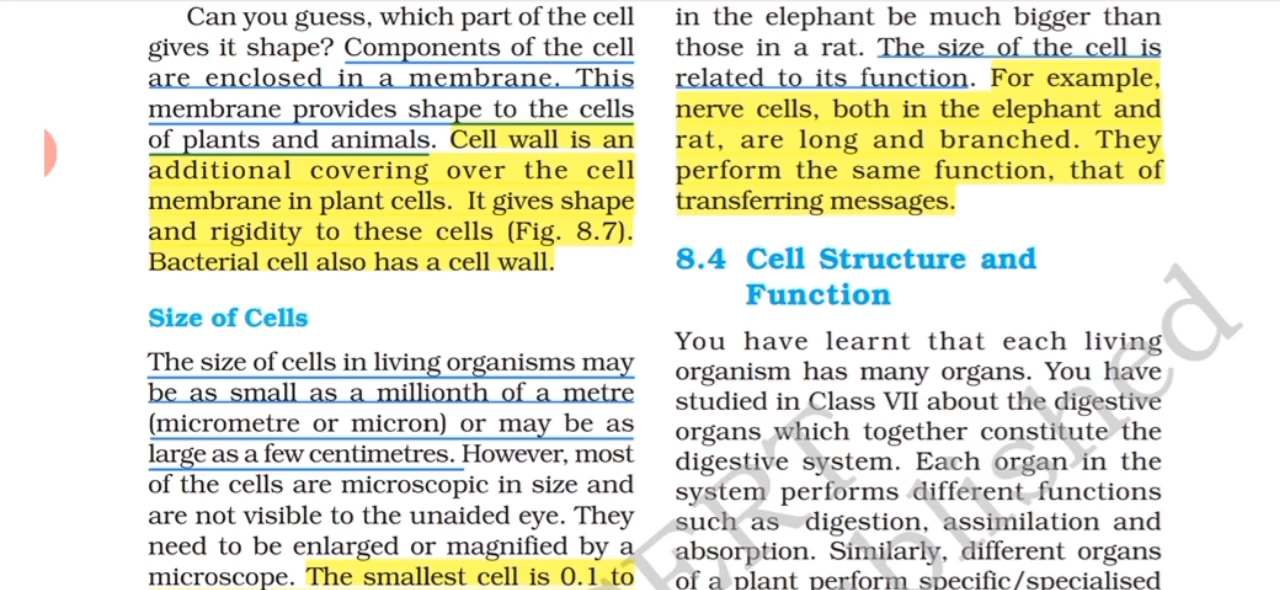 Can you guess, which part of the cell
gives it shape? Components of the cell
are enclosed in a membrane. This
membrane provides shape to the cells
of plants and animals. Cell wall is an
additional covering over the cell
membrane in plant cells. It gives shape
and rigidity to these cells (Fig. 8.7).
Bacterial cell also has a cell wall.
Size of Cells
The size of cells in living organisms may
be as small as a millionth of a metre
(micrometre or micron) or may be as
large as a few centimetres. However, most
of the cells are microscopic in size and
are not visible to the unaided eye. They
need to be enlarged or magnified by a
microscope. The smallest cell is 0.1 to
in the elephant be much bigger than
those in a rat. The size of the cell is
related to its function. For example,
nerve cells, both in the elephant and
rat, are long and branched. They
perform the same function, that of
transferring messages.
8.4 Cell Structure and
Function
You have learnt that each living
organism has many organs. You have
studied in Class VII about the digestive
organs which together constitute the
digestive system. Each organ in the
system performs different functions
such as digestion, assimilation and
absorption. Similarly, different organs
of a plant perform specific/specialised